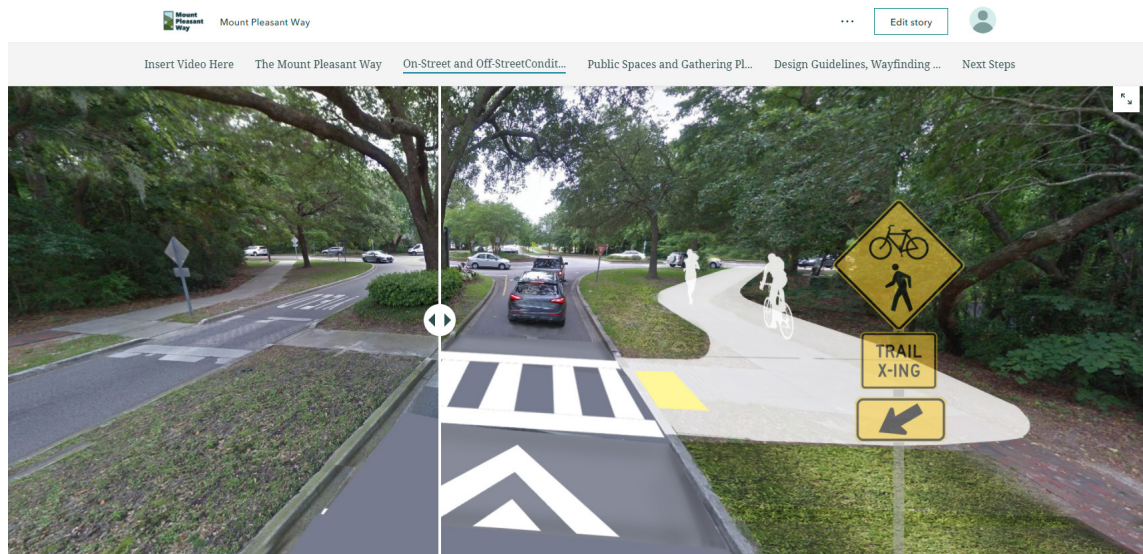 Mount
Pleasant
Way
Mount Pleasant Way
... Edit story
Insert Video Here The Mount Pleasant Way On-Street and Off-StreetCondit... Public Spaces and Gathering Pl... Design Guidelines, Wayfinding ... Next Steps
TRAIL
X-ING